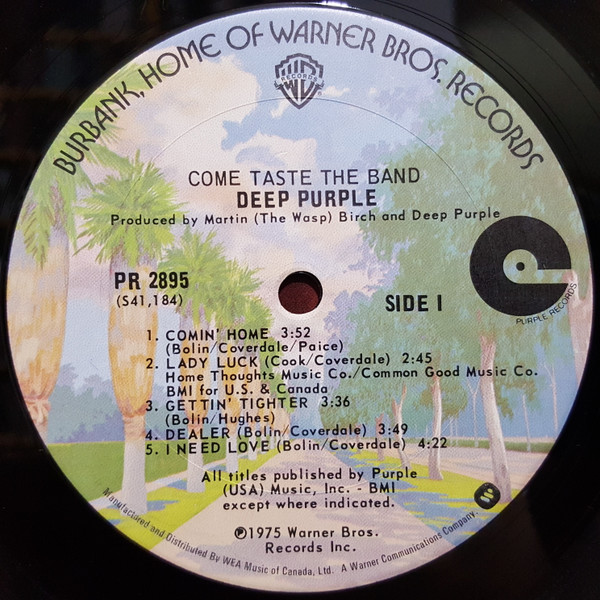 BURBANK, HOME OF WARNER BROS. RECORDS
RECORDS
COME TASTE THE BAND
DEEP PURPLE
Produced by Martin (The Wasp) Birch and Deep Purple
PR 2895
(S41,184)
SIDE I
PURPLE RECORDS
1. COMIN' HOME 3:52
(Bolin/Coverdale/Paice)
2. LADY LUCK (Cook/Coverdale) 2:45
Home Thoughts Music Co./Common Good Music Co.
BMI for U.S. & Canada
3. GETTIN' TIGHTER 3:36
(Bolin/Hughes)
4. DEALER (Bolin/Coverdale) 3:49
5. I NEED LOVE (Bolin/Coverdale) 4:22
All titles published by Purple
(USA) Music, Inc. - BMI
except where indicated.
℗1975 Warner Bros.
Records Inc.
Manufactured and Distributed By WEA Music of Canada, Ltd. A Warner Communications Company.